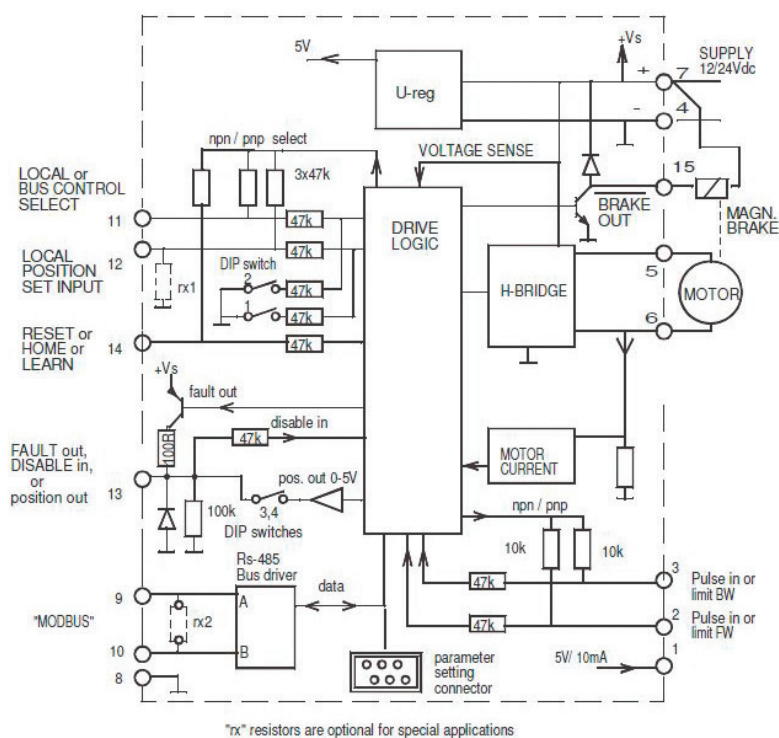 5V
U-reg
+Vs
+
7
SUPPLY
12/24Vdc
-
4
npn / pnp select
3x47k
VOLTAGE SENSE
15
LOCAL or
BUS CONTROL
SELECT
11
47k
DRIVE
LOGIC
BRAKE
OUT
MAGN.
BRAKE
12
47k
LOCAL
POSITION
SET INPUT
rx1
DIP switch
2
47k
1
47k
H-BRIDGE
5
MOTOR
6
RESET or
HOME or
LEARN
14
47k
+Vs
fault out
100R
disable in
47k
FAULT out,
DISABLE in,
or
position out
13
100k
pos. out 0-5V
3,4
DIP switches
MOTOR
CURRENT
npn / pnp
10k
10k
Rs-485
Bus driver
data
47k
3
Pulse in or
limit BW
9
A
"MODBUS"
rx2
47k
2
Pulse in or
limit FW
10
B
8
parameter
setting
connector
5V/ 10mA
1
"rx" resistors are optional for special applications